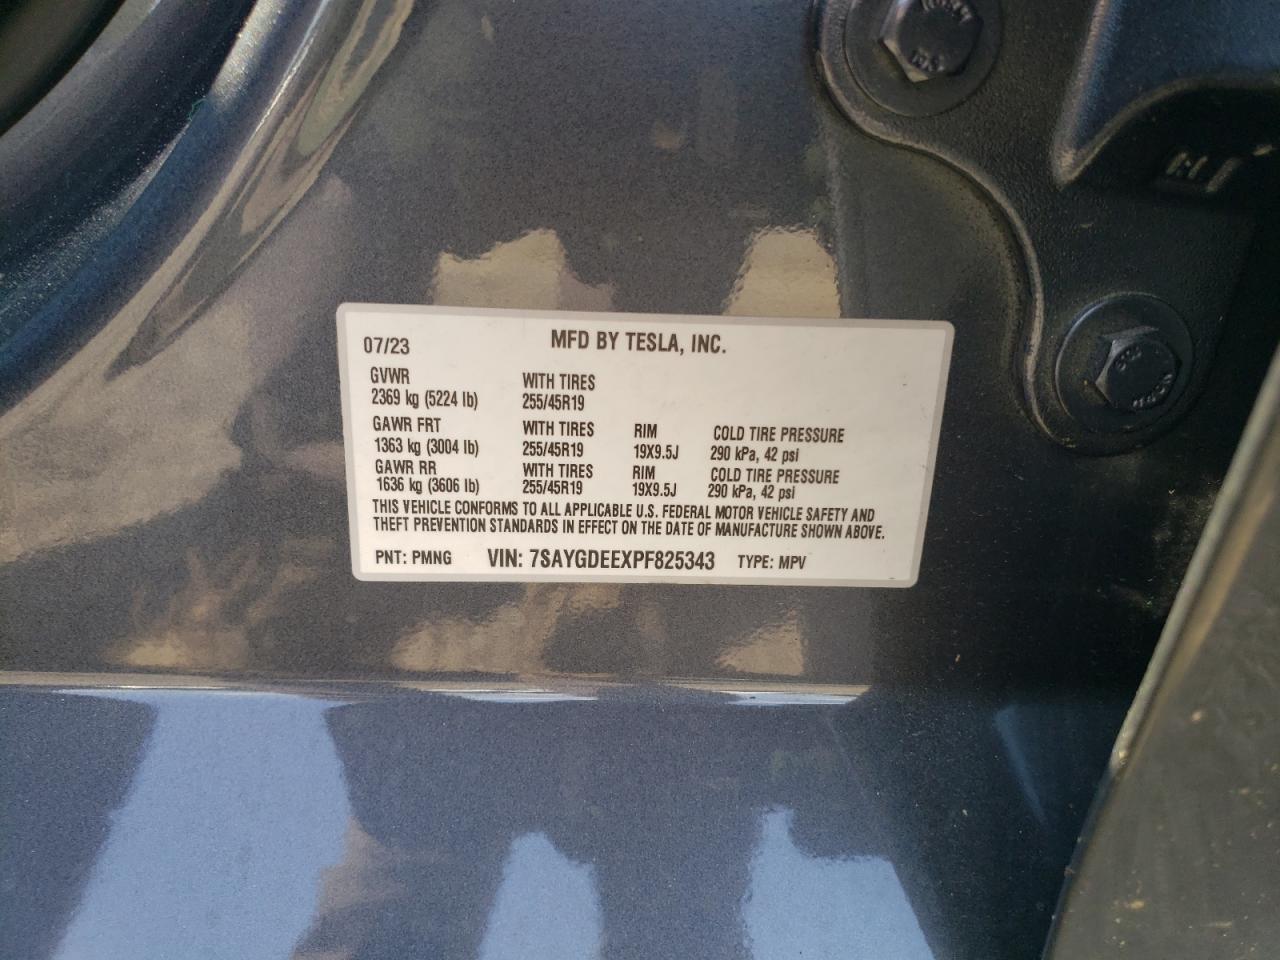 07/23 MFD BY TESLA, INC.
GVWR WITH TIRES
2369 kg (5224 lb) 255/45R19
GAWR FRT WITH TIRES RIM COLD TIRE PRESSURE
1363 kg (3004 lb) 255/45R19 19X9.5J 290 kPa, 42 psi
GAWR RR WITH TIRES RIM COLD TIRE PRESSURE
1636 kg (3606 lb) 255/45R19 19X9.5J 290 kPa, 42 psi
THIS VEHICLE CONFORMS TO ALL APPLICABLE U.S. FEDERAL MOTOR VEHICLE SAFETY AND
THEFT PREVENTION STANDARDS IN EFFECT ON THE DATE OF MANUFACTURE SHOWN ABOVE.
PNT: PMNG VIN: 7SAYGDEEXPF825343 TYPE: MPV